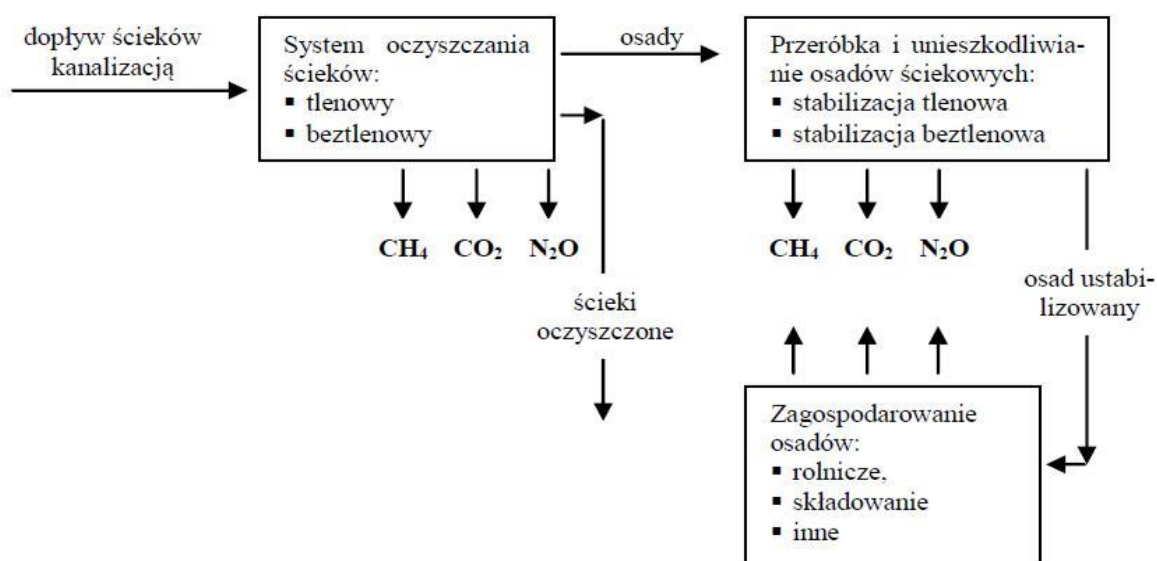 dopływ ścieków
kanalizacją
System oczyszczania
ścieków:
▪ tlenowy
▪ beztlenowy
osady
Przeróbka i unieszkodliwia-
nie osadów ściekowych:
▪ stabilizacja tlenowa
▪ stabilizacja beztlenowa
CH₄ CO₂ N₂O
CH₄ CO₂ N₂O
ścieki
oczyszczone
osad ustabi-
lizowany
Zagospodarowanie
osadów:
▪ rolnicze,
▪ składowanie
▪ inne